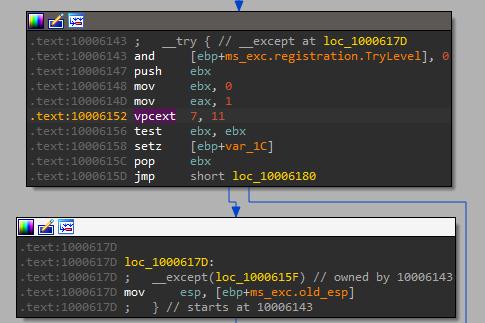 .text:10006143 ;   __try { // __except at loc_1000617D
.text:10006143 and     [ebp+ms_exc.registration.TryLevel], 0
.text:10006147 push    ebx
.text:10006148 mov     ebx, 0
.text:1000614D mov     eax, 1
.text:10006152 vpcext  7, 11
.text:10006156 test    ebx, ebx
.text:10006158 setz    [ebp+var_1C]
.text:1000615C pop     ebx
.text:1000615D jmp     short loc_10006180
.text:1000617D
.text:1000617D loc_1000617D:
.text:1000617D ;   __except(loc_1000615F) // owned by 10006143
.text:1000617D mov     esp, [ebp+ms_exc.old_esp]
.text:1000617D ;   } // starts at 10006143